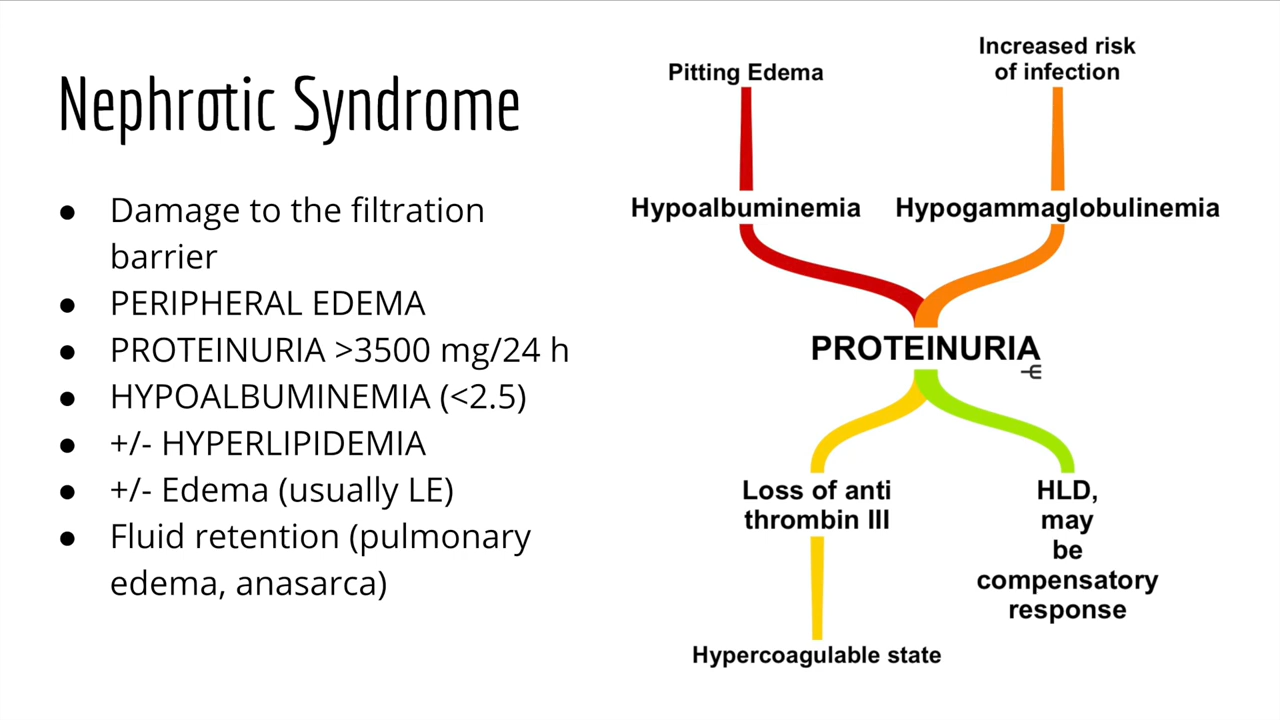 Nephrotic Syndrome
● Damage to the filtration
barrier
● PERIPHERAL EDEMA
● PROTEINURIA >3500 mg/24 h
● HYPOALBUMINEMIA (<2.5)
● +/- HYPERLIPIDEMIA
● +/- Edema (usually LE)
● Fluid retention (pulmonary
edema, anasarca)
Pitting Edema
Increased risk
of infection
Hypoalbuminemia
Hypogammaglobulinemia
PROTEINURIA
Loss of anti
thrombin III
Hypercoagulable state
HLD,
may
be
compensatory
response